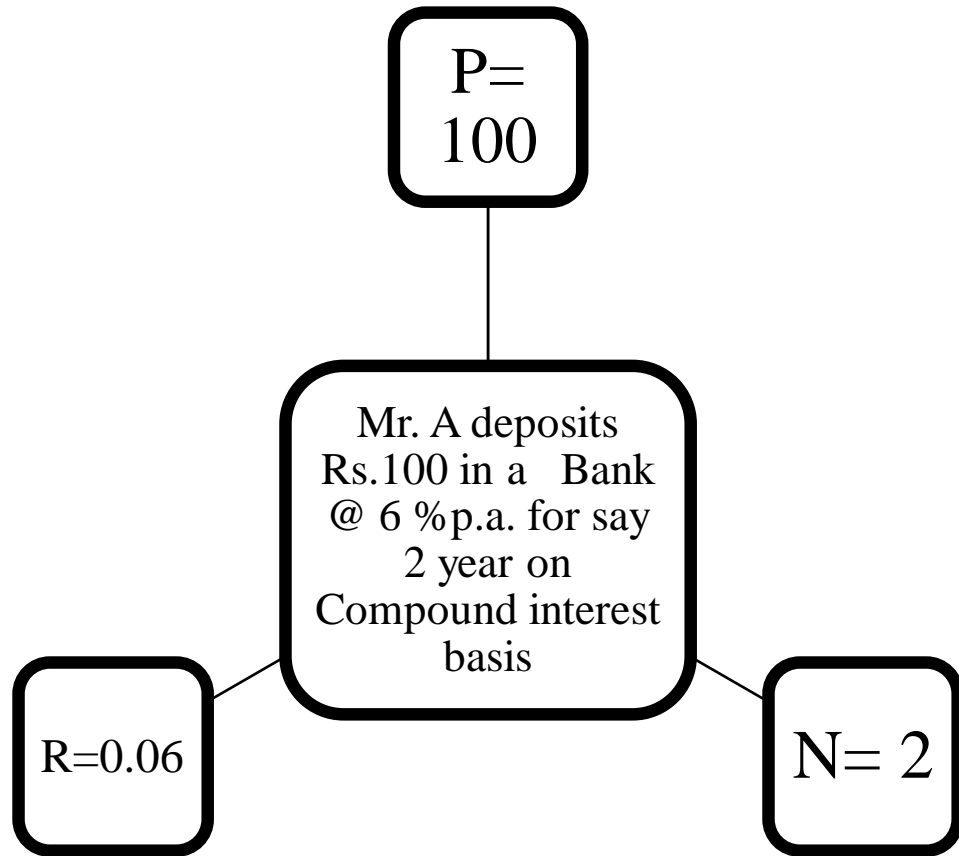 P=
100
Mr. A deposits
Rs.100 in a Bank
@ 6 %p.a. for say
2 year on
Compound interest
basis
R=0.06
N= 2